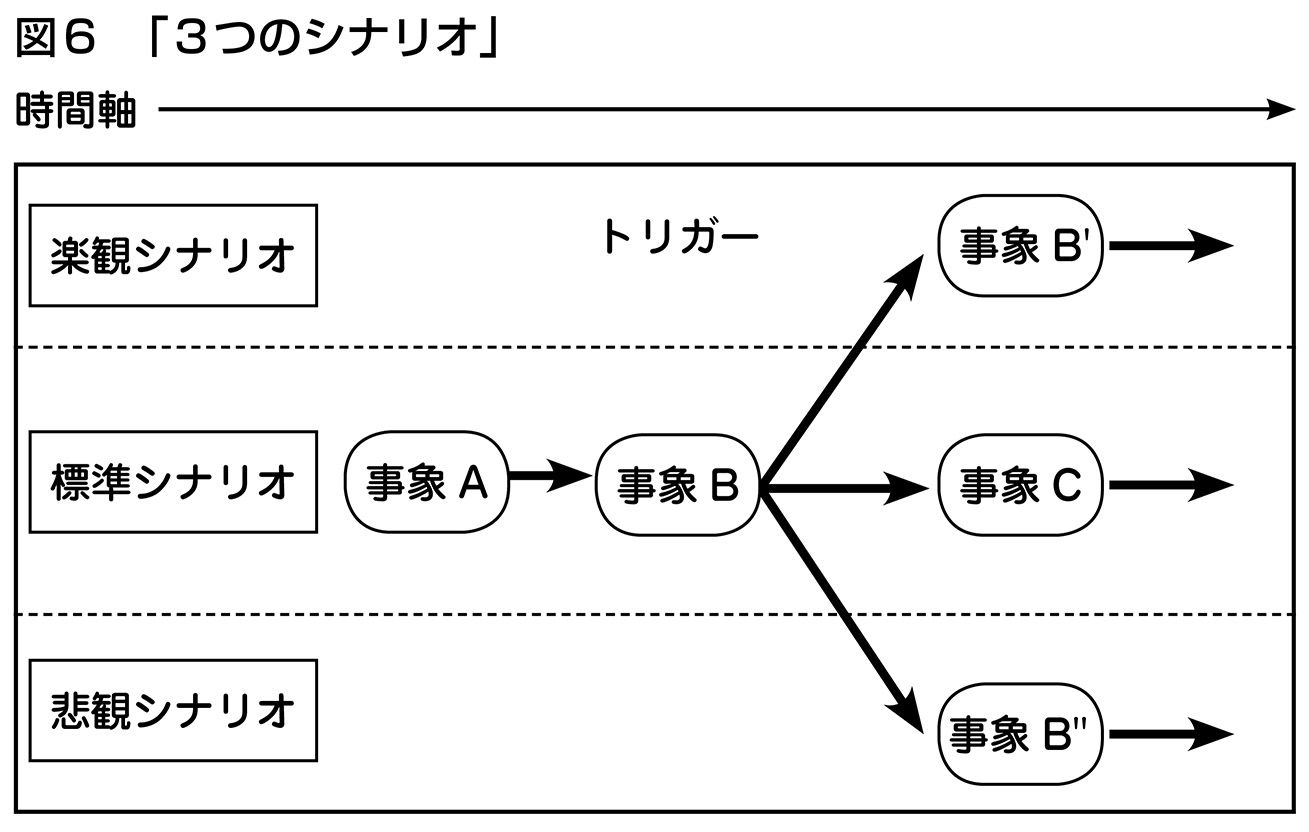 図6 「3つのシナリオ」
時間軸
楽観シナリオ
トリガー
事象 B'
標準シナリオ
事象 A
事象 B
事象 C
悲観シナリオ
事象 B"